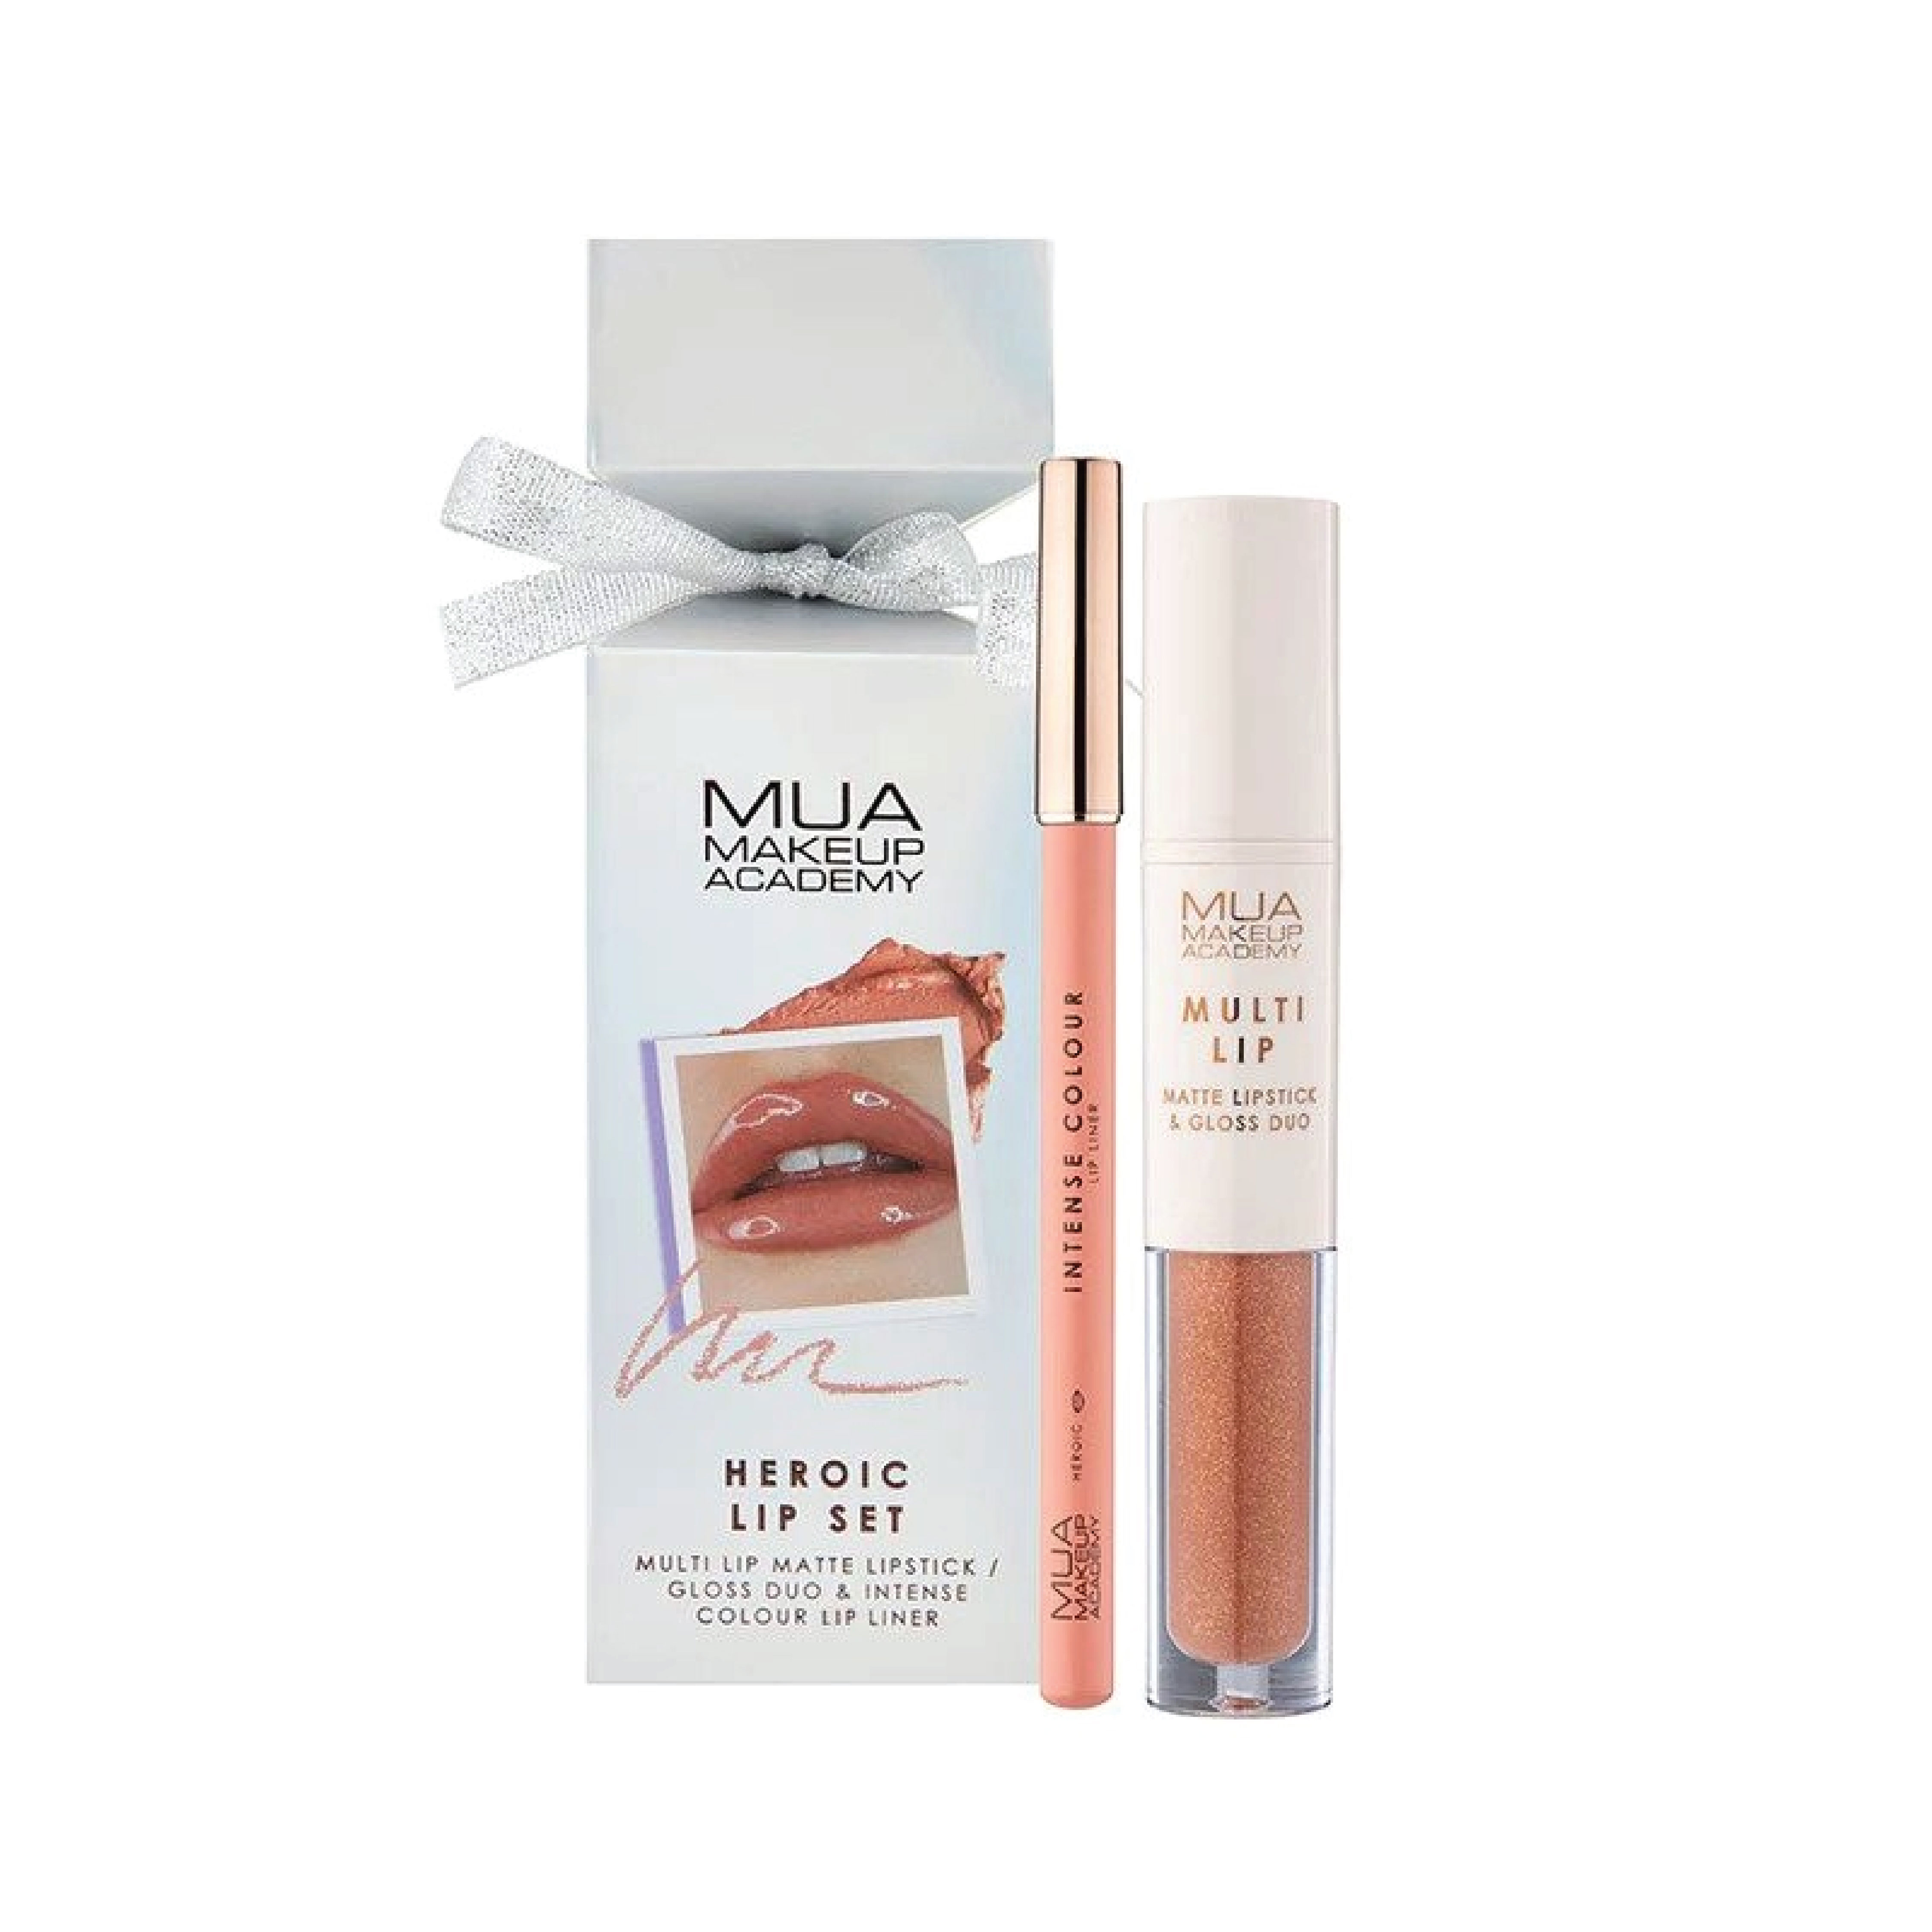 MUA
MAKEUP
ACADEMY
HEROIC
LIP SET
MULTI LIP MATTE LIPSTICK /
GLOSS DUO & INTENSE
COLOUR LIP LINER
INTENSE COLOUR
LIP LINER
HEROIC
MUA
MAKEUP
ACADEMY
MUA
MAKEUP
ACADEMY
MULTI
LIP
MATTE LIPSTICK
& GLOSS DUO